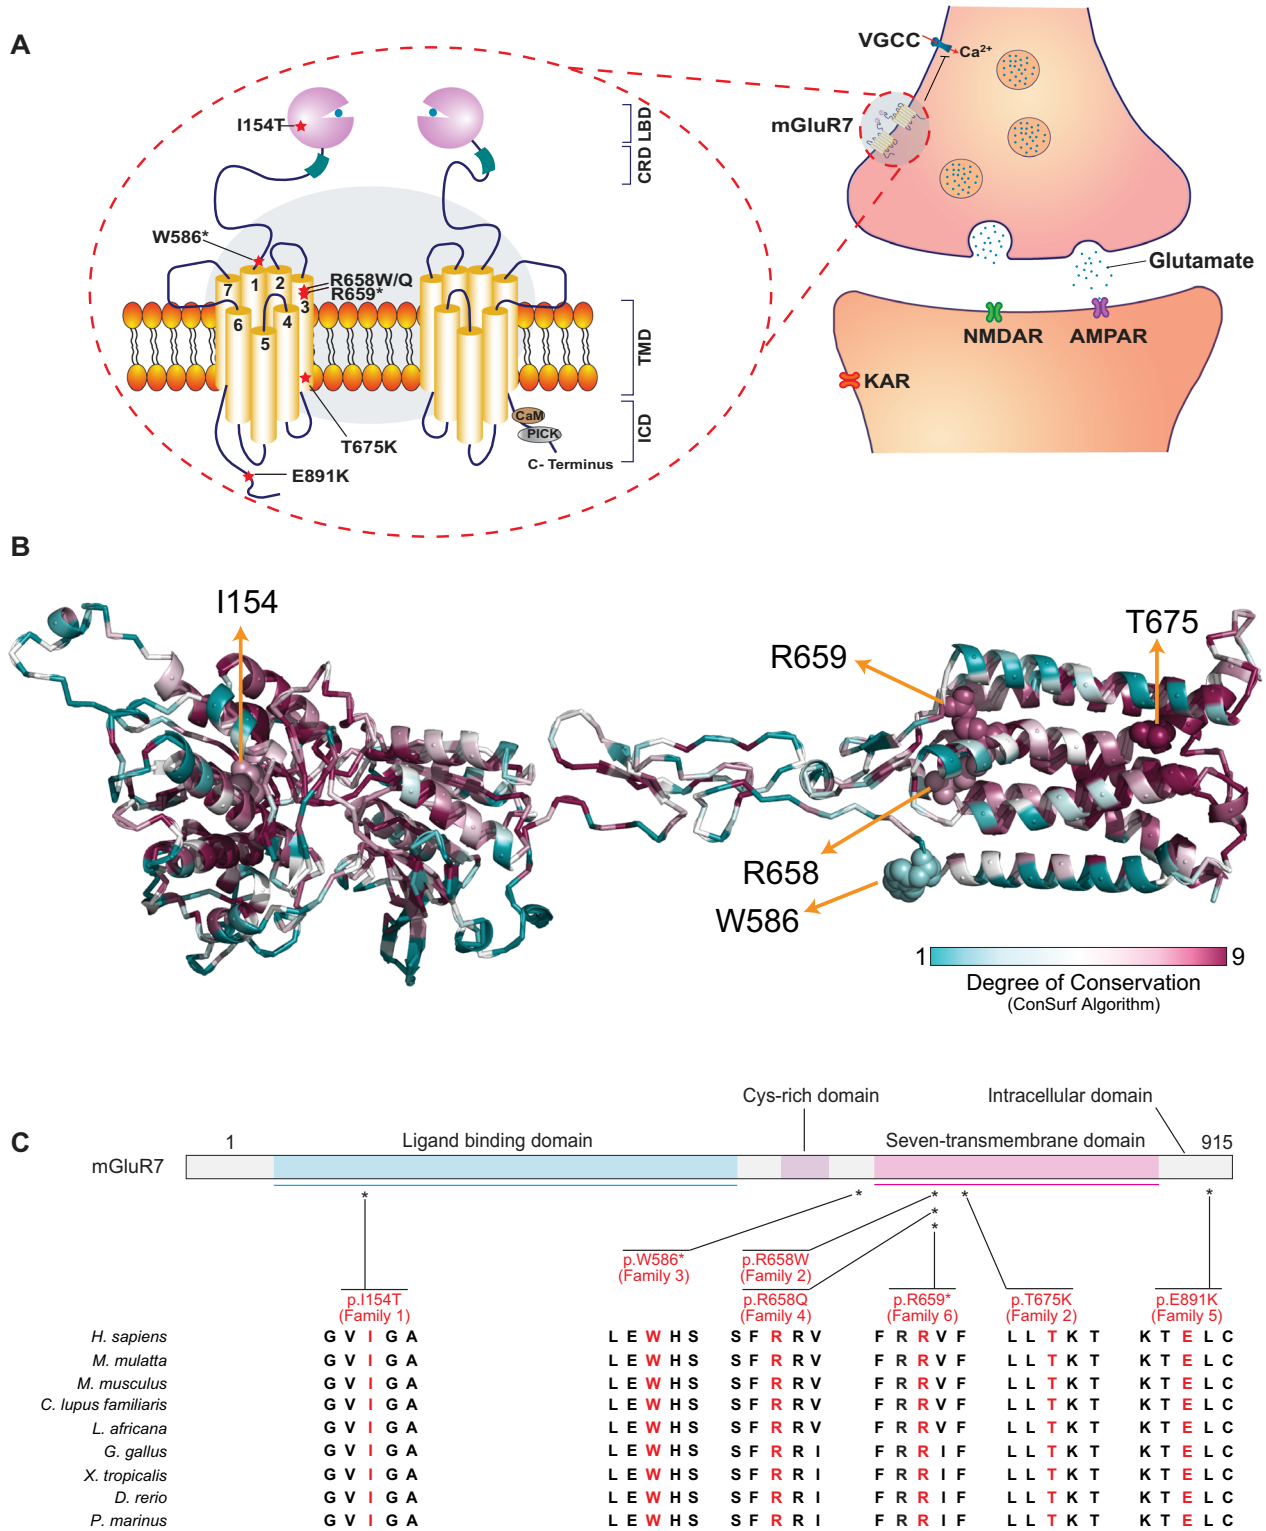 A
VGCC
Ca2+
mGluR7
I154T
LBD
CRD
W586*
R658W/Q
R659*
1
2
3
4
5
6
7
TMD
ICD
T675K
E891K
CaM
PICK
C- Terminus
Glutamate
NMDAR
AMPAR
KAR
B
I154
R659
T675
R658
W586
1
9
Degree of Conservation
(ConSurf Algorithm)
C
Cys-rich domain
Intracellular domain
1
Ligand binding domain
Seven-transmembrane domain
915
mGluR7
* * * * * * *
p.W586*
(Family 3)
p.R658W
(Family 2)
p.I154T
(Family 1)
p.R658Q
(Family 4)
p.R659*
(Family 6)
p.T675K
(Family 2)
p.E891K
(Family 5)
H. sapiens G V I G A L E W H S S F R R V F R R V F L L T K T K T E L C
M. mulatta G V I G A L E W H S S F R R V F R R V F L L T K T K T E L C
M. musculus G V I G A L E W H S S F R R V F R R V F L L T K T K T E L C
C. lupus familiaris G V I G A L E W H S S F R R V F R R V F L L T K T K T E L C
L. africana G V I G A L E W H S S F R R V F R R V F L L T K T K T E L C
G. gallus G V I G A L E W H S S F R R I F R R I F L L T K T K T E L C
X. tropicalis G V I G A L E W H S S F R R I F R R I F L L T K T K T E L C
D. rerio G V I G A L E W H S S F R R I F R R I F L L T K T K T E L C
P. marinus G V I G A L E W H S S F R R I F R R I F L L T K T K T E L C